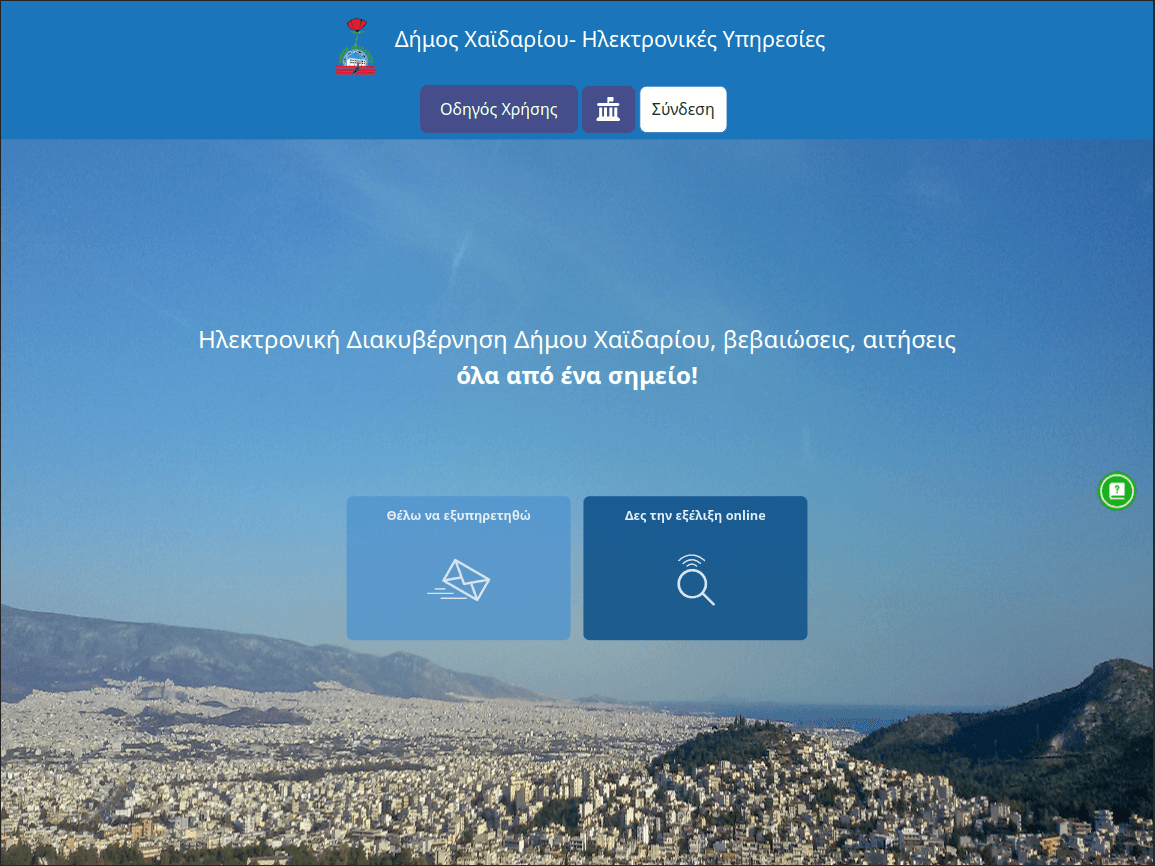 Δήμος Χαϊδαρίου- Ηλεκτρονικές Υπηρεσίες
Οδηγός Χρήσης
Σύνδεση
Ηλεκτρονική Διακυβέρνηση Δήμου Χαϊδαρίου, βεβαιώσεις, αιτήσεις
όλα από ένα σημείο!
Θέλω να εξυπηρετηθώ
Δες την εξέλιξη online
?